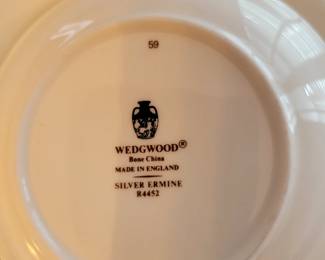 59
WEDGWOOD®
Bone China
MADE IN ENGLAND
SILVER ERMINE
R4452